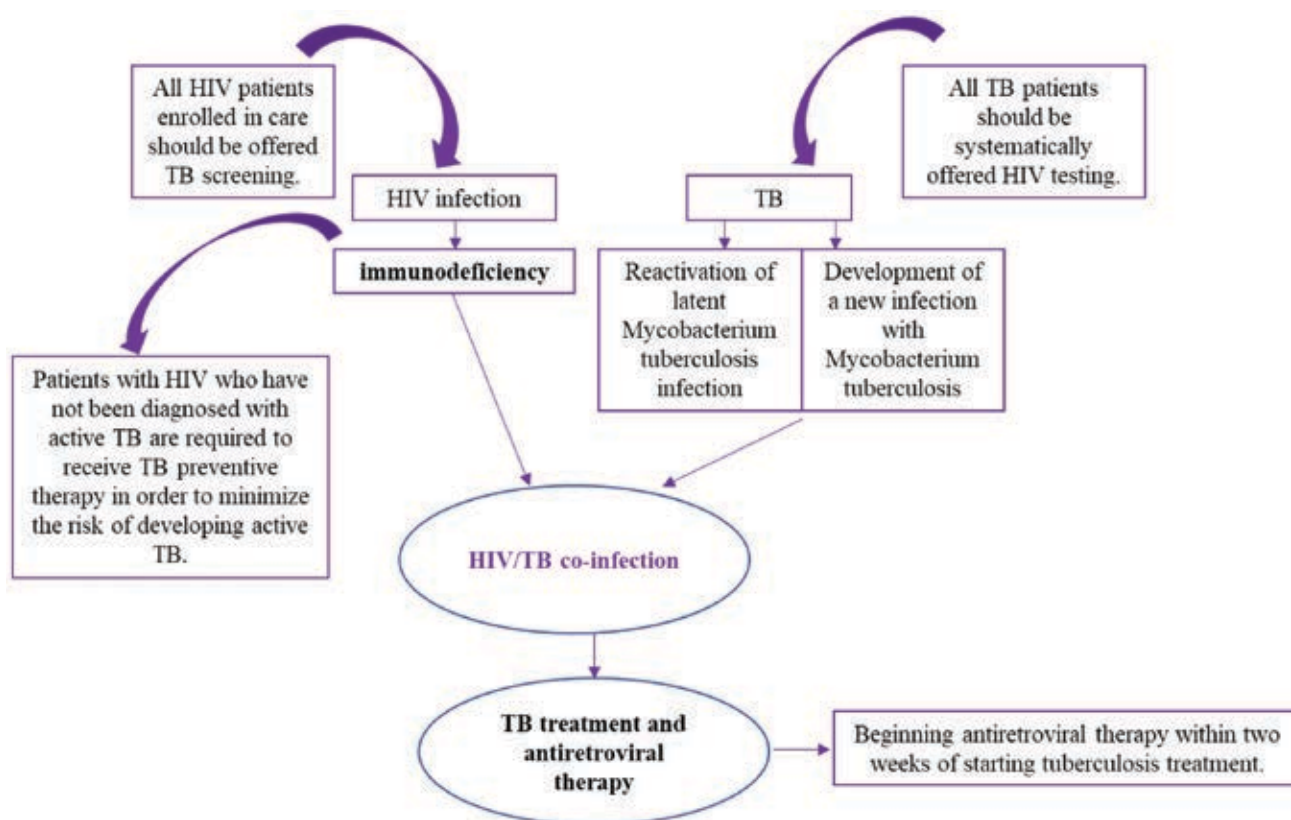 All HIV patients
enrolled in care
should be offered
TB screening.
All TB patients
should be
systematically
offered HIV testing.
HIV infection
TB
immunodeficiency
Reactivation of
latent
Mycobacterium
tuberculosis
infection
Development of
a new infection
with
Mycobacterium
tuberculosis
Patients with HIV who have
not been diagnosed with
active TB are required to
receive TB preventive
therapy in order to minimize
the risk of developing active
TB.
HIV/TB co-infection
TB treatment and
antiretroviral
therapy
Beginning antiretroviral therapy within two
weeks of starting tuberculosis treatment.